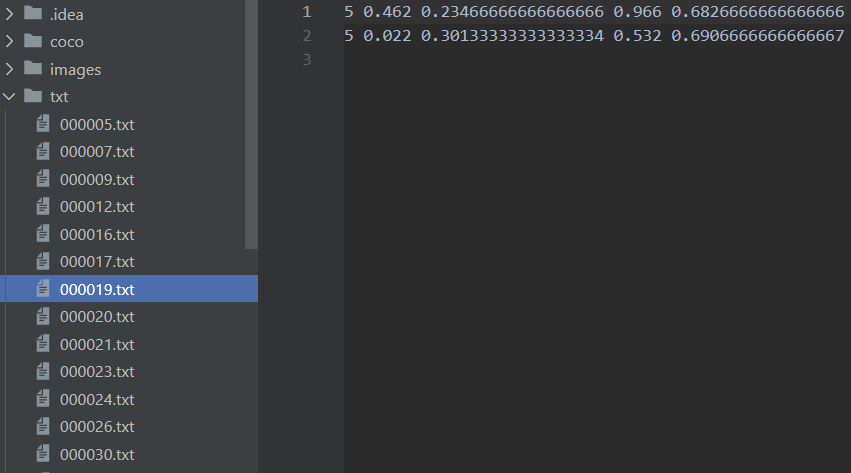 .idea
coco
images
txt
000005.txt
000007.txt
000009.txt
000012.txt
000016.txt
000017.txt
000019.txt
000020.txt
000021.txt
000023.txt
000024.txt
000026.txt
000030.txt
1 5 0.462 0.23466666666666666 0.966 0.6826666666666666
2 5 0.022 0.30133333333333334 0.532 0.6906666666666667
3